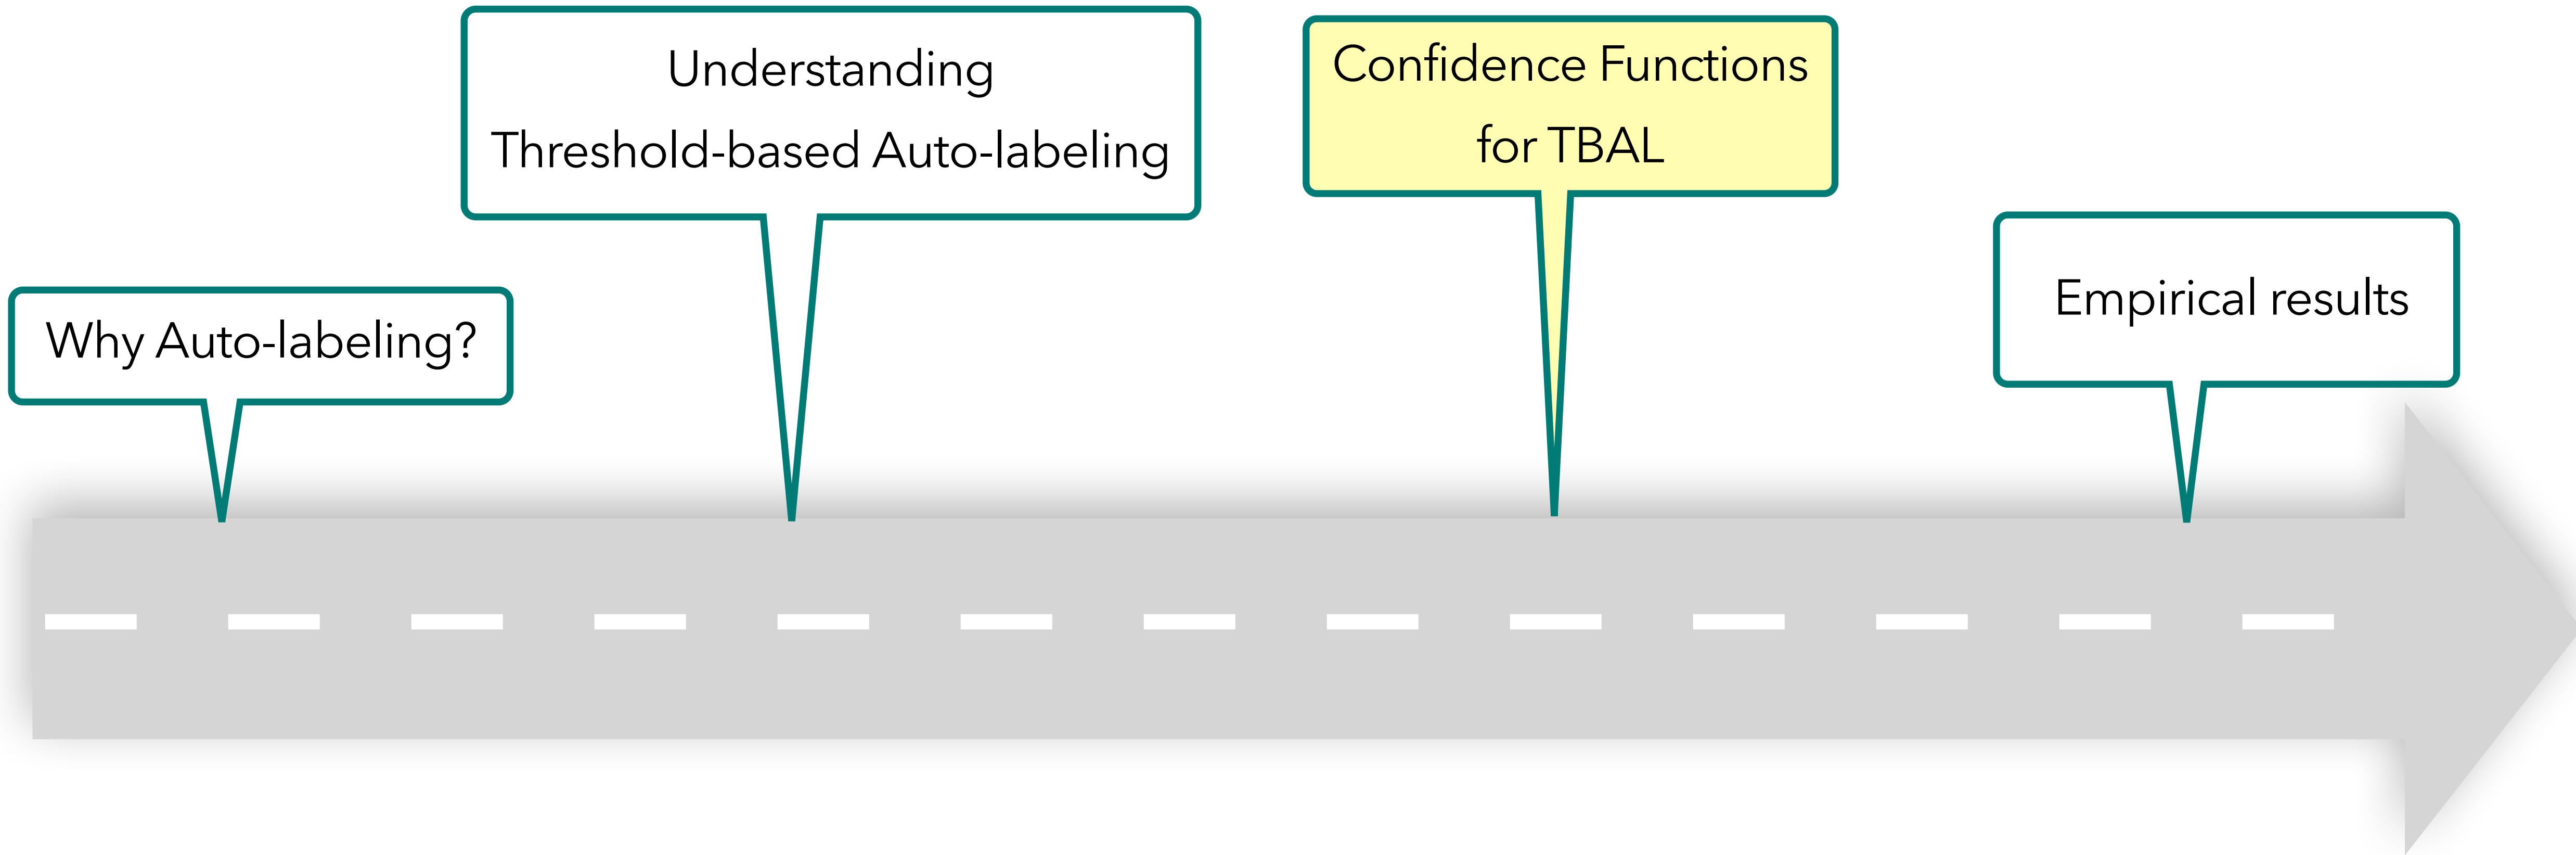 Why Auto-labeling?
Understanding
Threshold-based Auto-labeling
Confidence Functions
for TBAL
Empirical results